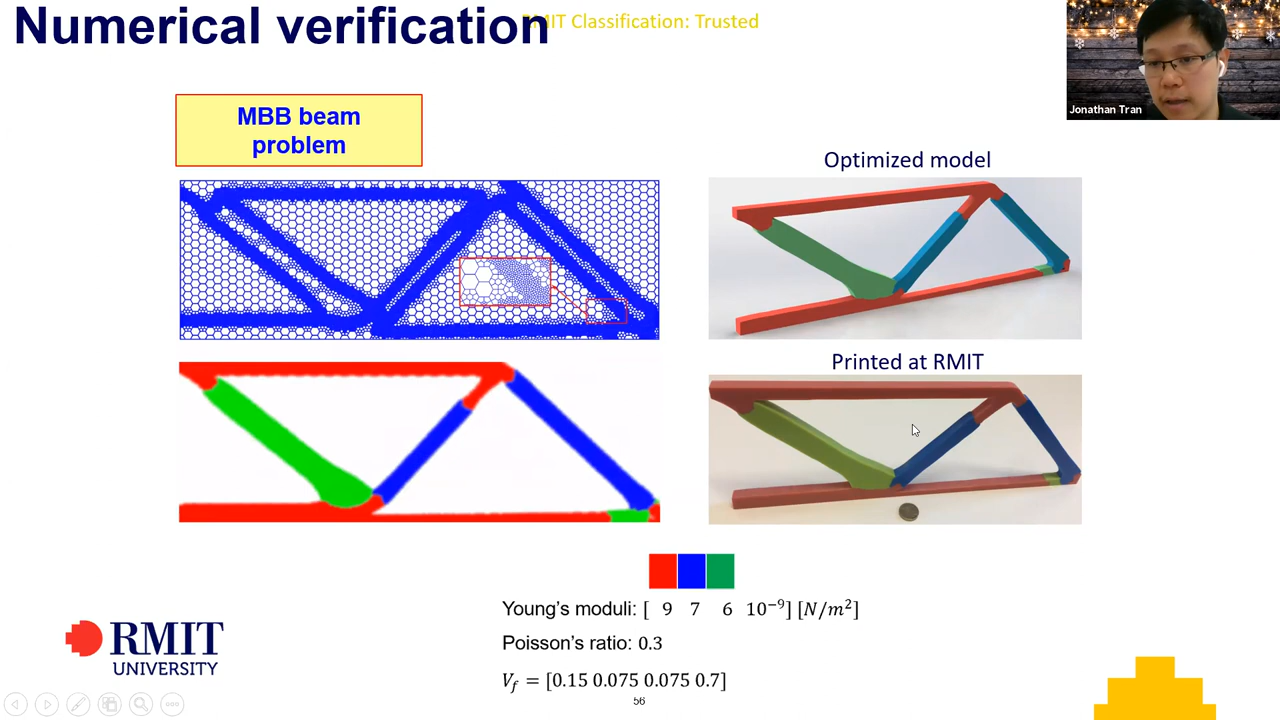 Numerical verification
RMIT Classification: Trusted
Jonathan Tran
MBB beam
problem
Optimized model
Printed at RMIT
Young's moduli: [ 9 7 6 10⁻⁹] [N/m²]
Poisson's ratio: 0.3
V_f = [0.15 0.075 0.075 0.7]
RMIT
UNIVERSITY
56